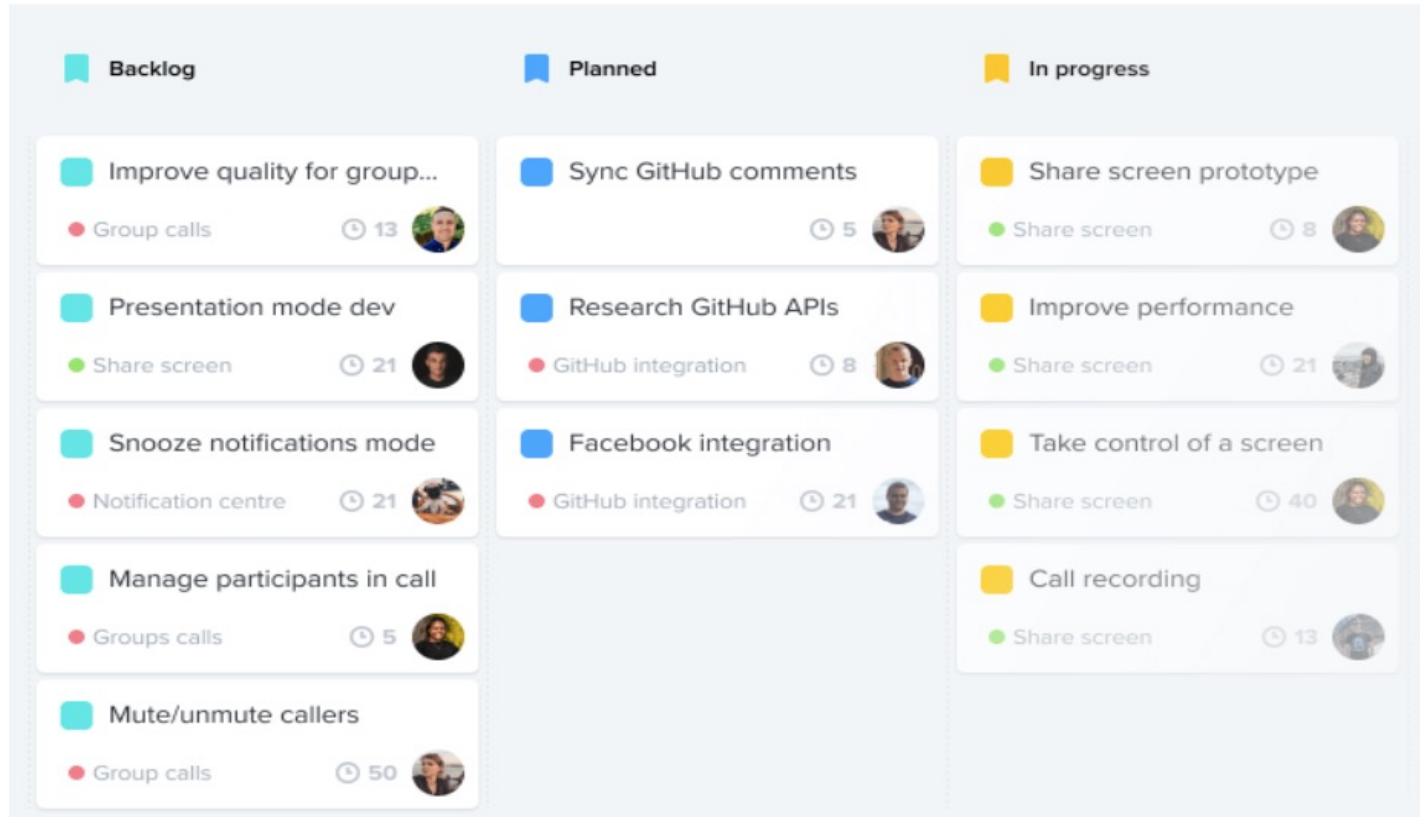 Backlog
Improve quality for group...
Group calls 13
Presentation mode dev
Share screen 21
Snooze notifications mode
Notification centre 21
Manage participants in call
Groups calls 5
Mute/unmute callers
Group calls 50
Planned
Sync GitHub comments
5
Research GitHub APIs
GitHub integration 8
Facebook integration
GitHub integration 21
In progress
Share screen prototype
Share screen 8
Improve performance
Share screen 21
Take control of a screen
Share screen 40
Call recording
Share screen 13